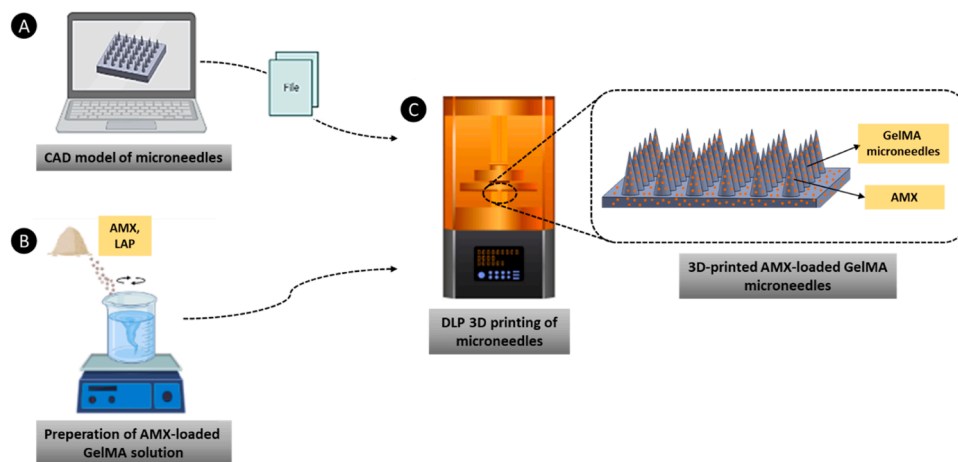 A
File
CAD model of microneedles
B
AMX,
LAP
Preperation of AMX-loaded
GelMA solution
C
DLP 3D printing of
microneedles
GelMA
microneedles
AMX
3D-printed AMX-loaded GelMA
microneedles